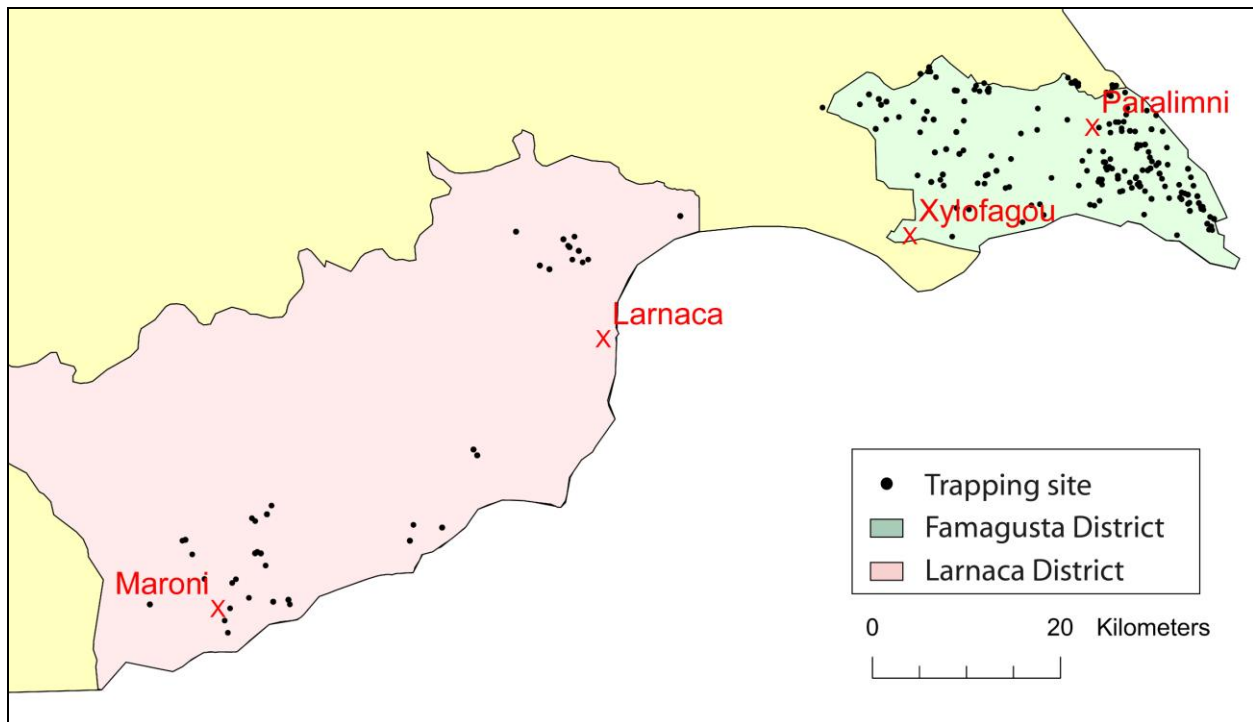 Paralimni
X
Xylofagou
X
Larnaca
X
Maroni
X
Trapping site
Famagusta District
Larnaca District
0 20 Kilometers